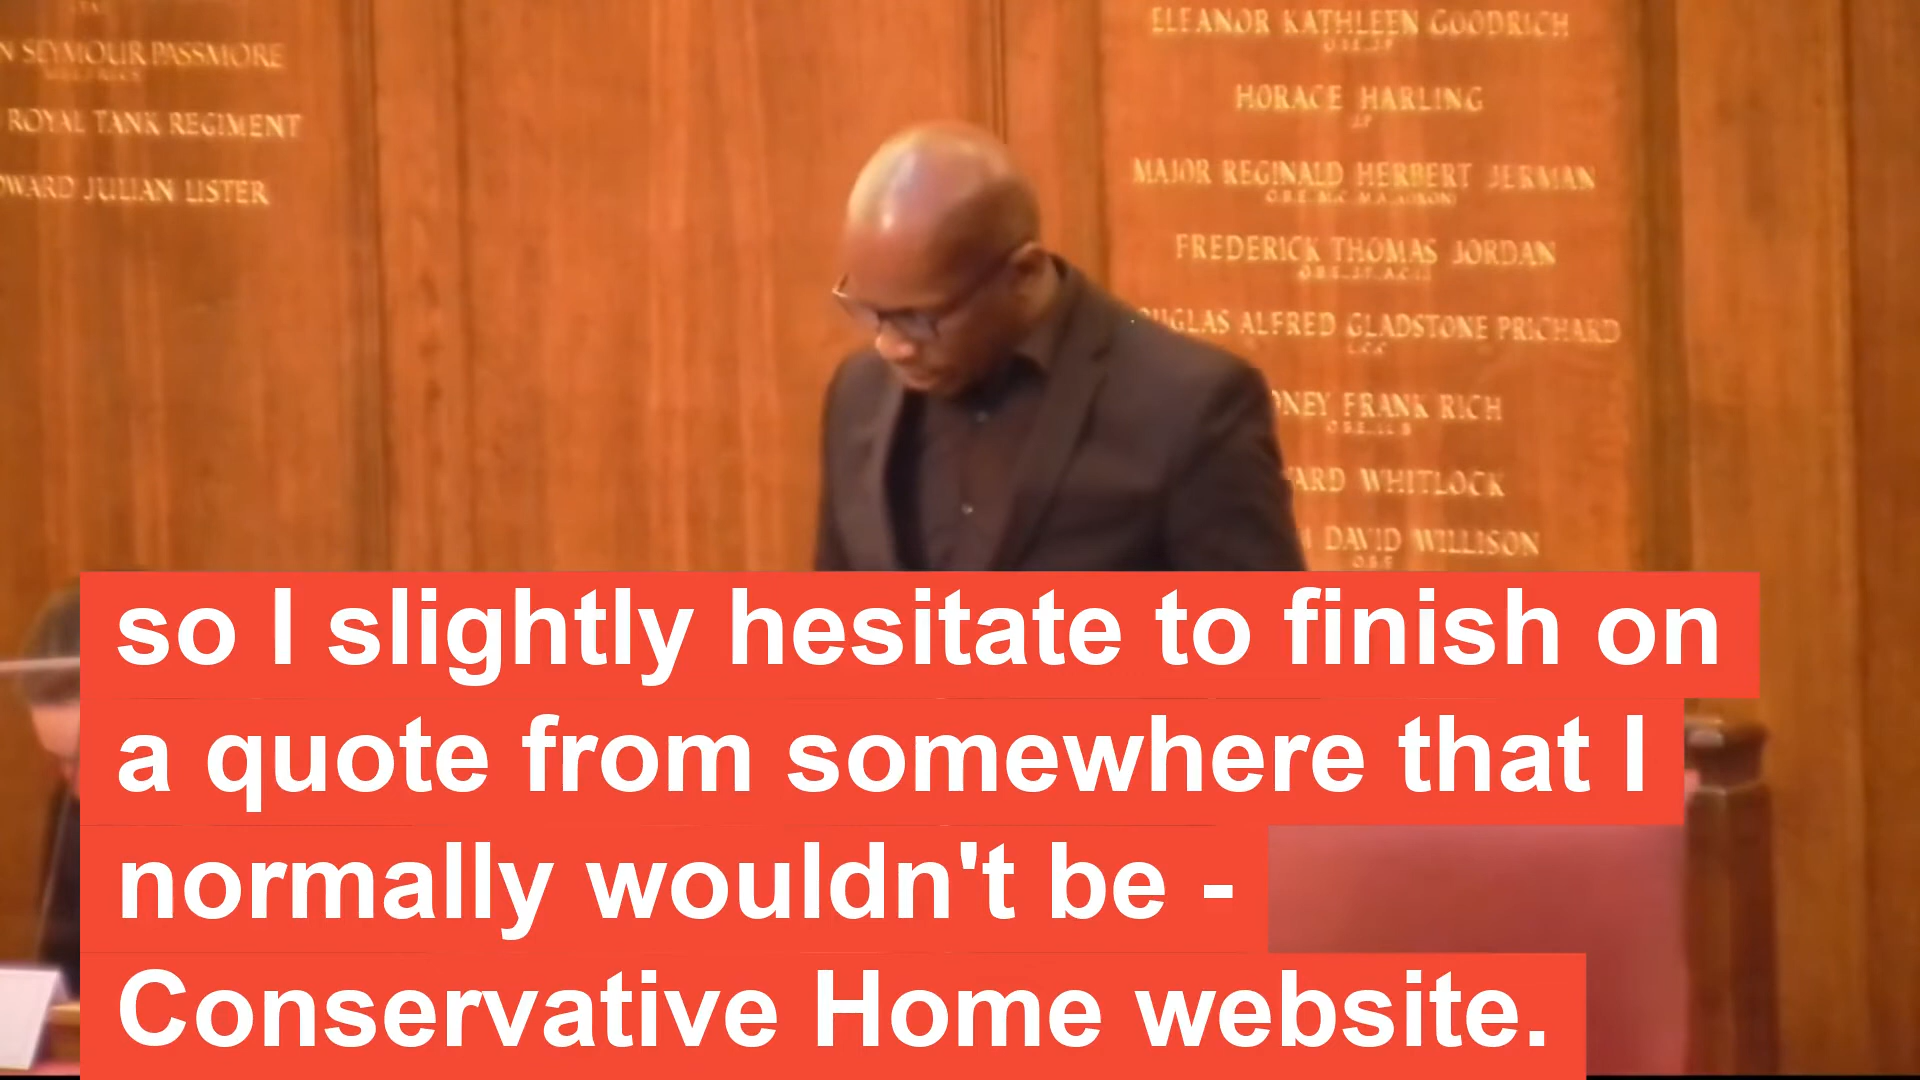 SEYMOUR PASSMORE
ROYAL TANK REGIMENT
JULIAN LISTER
ELEANOR KATHLEEN GOODRICH
O.B.E. J.P.
HORACE HARLING
J.P.
MAJOR REGINALD HERBERT JERMAN
FREDERICK THOMAS JORDAN
ALFRED GLADSTONE PRICHARD
FRANK RICH
WHITLOCK
DAVID WILLISON
O.B.E.
so I slightly hesitate to finish on
a quote from somewhere that I
normally wouldn't be -
Conservative Home website.